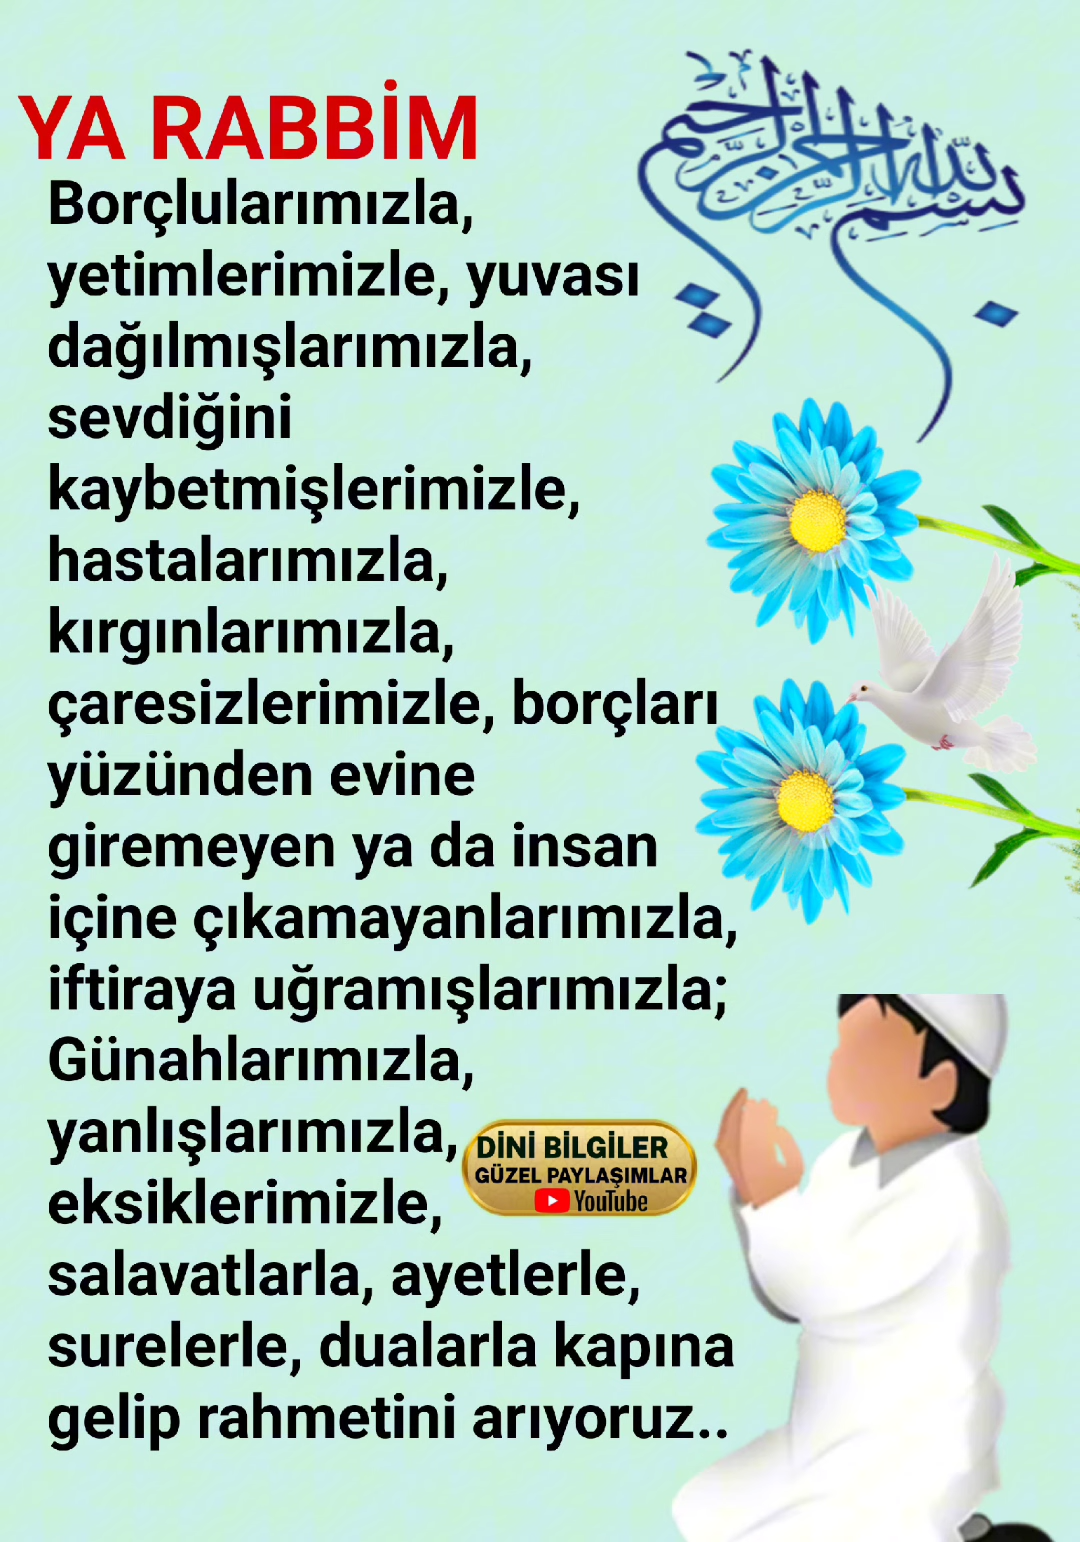 بسم الله الرحمن الرحيم
YA RABBİM
Borçlularımızla,
yetimlerimizle, yuvası
dağılmışlarımızla,
sevdiğini
kaybetmişlerimizle,
hastalarımızla,
kırgınlarımızla,
çaresizlerimizle, borçları
yüzünden evine
giremeyen ya da insan
içine çıkamayanlarımızla,
iftiraya uğramışlarımızla;
Günahlarımızla,
yanlışlarımızla,
eksiklerimizle,
salavatlarla, ayetlerle,
surelerle, dualarla kapına
gelip rahmetini arıyoruz..
DİNİ BİLGİLER
GÜZEL PAYLAŞIMLAR
YouTube